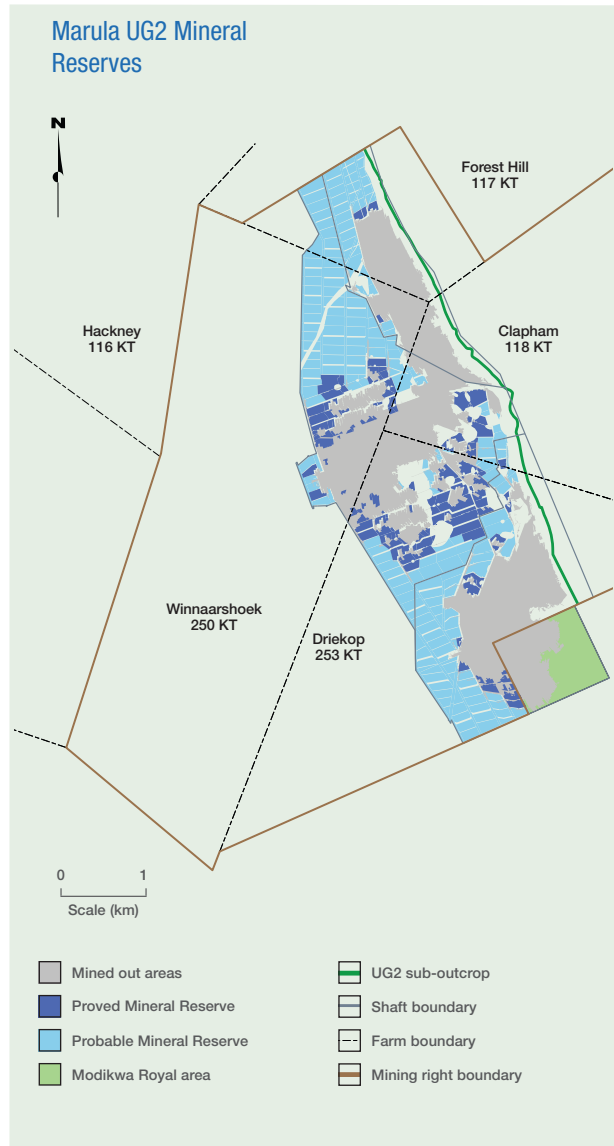 Marula UG2 Mineral
Reserves
N
Forest Hill
117 KT
Hackney
116 KT
Clapham
118 KT
Winnaarshoek
250 KT
Driekop
253 KT
0 1
Scale (km)
Mined out areas
Proved Mineral Reserve
Probable Mineral Reserve
Modikwa Royal area
UG2 sub-outcrop
Shaft boundary
Farm boundary
Mining right boundary